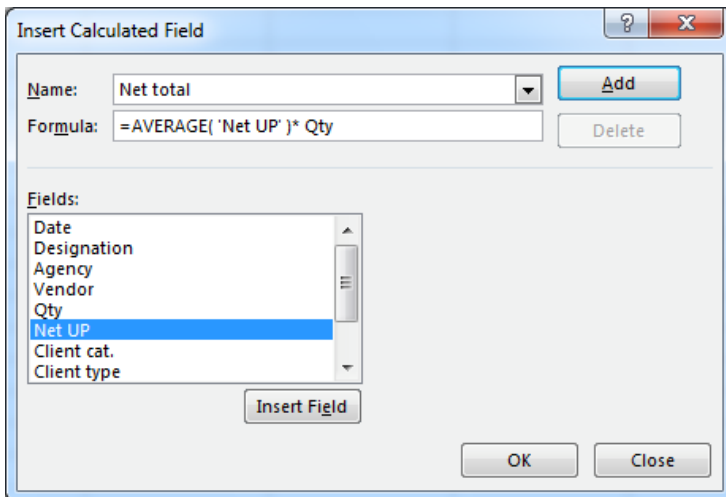 Insert Calculated Field
?
Name: Net total Add
Formula: =AVERAGE( 'Net UP' )* Qty Delete
Fields:
Date
Designation
Agency
Vendor
Qty
Net UP
Client cat.
Client type
Insert Field
OK Close